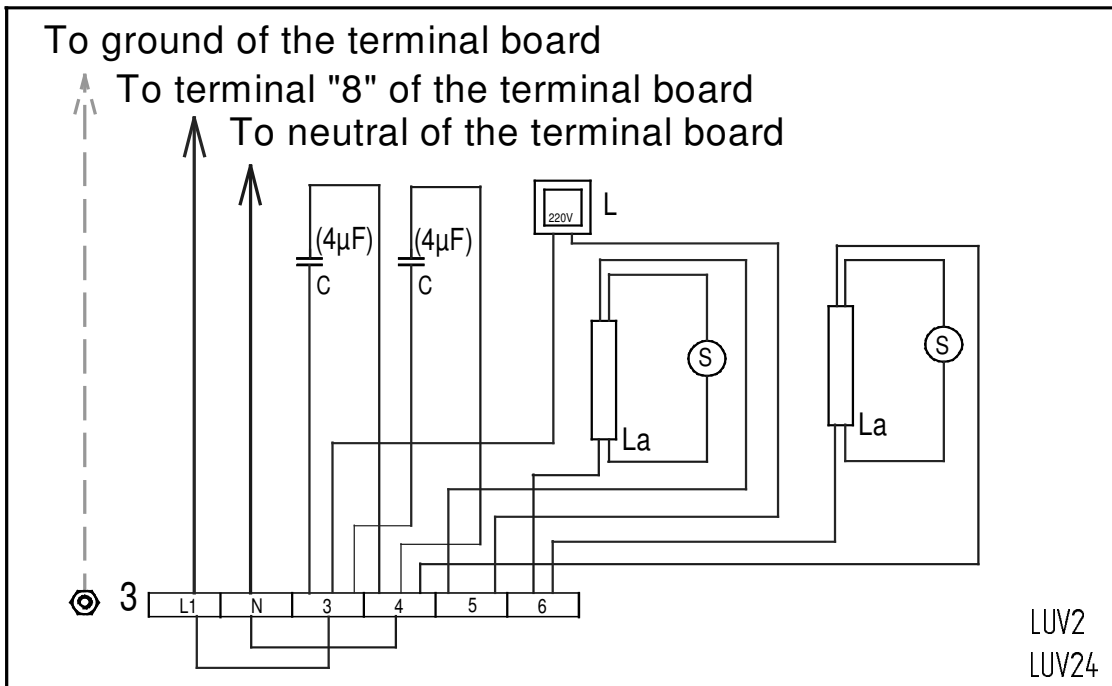 To ground of the terminal board
To terminal "8" of the terminal board
To neutral of the terminal board
220V
L
(4µF)
(4µF)
C
C
S
S
La
La
3
L1
N
3
4
5
6
LUV2
LUV24